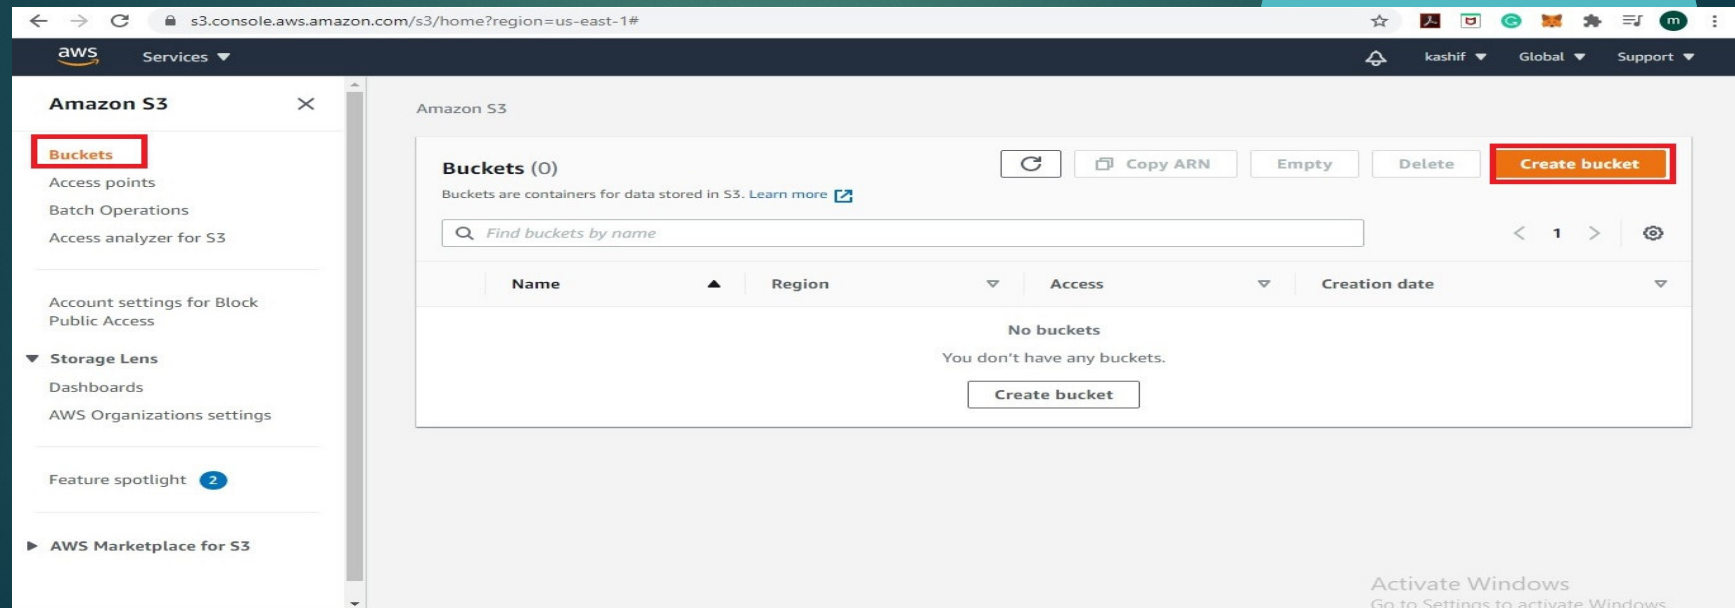 s3.console.aws.amazon.com/s3/home?region=us-east-1#
m
aws
Services
kashif
Global
Support
Amazon S3
Buckets
Access points
Batch Operations
Access analyzer for S3
Account settings for Block
Public Access
Storage Lens
Dashboards
AWS Organizations settings
Feature spotlight 2
AWS Marketplace for S3
Amazon S3
Buckets (0)
Copy ARN
Empty
Delete
Create bucket
Buckets are containers for data stored in S3. Learn more
Find buckets by name
1
Name
Region
Access
Creation date
No buckets
You don't have any buckets.
Create bucket
Activate Windows
Go to Settings to activate Windows.